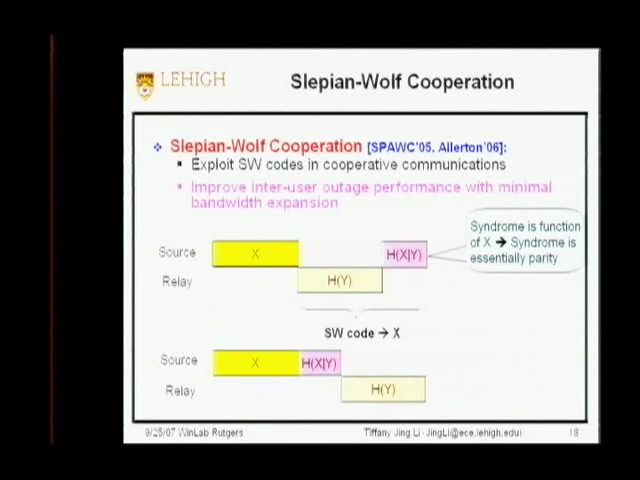 LEHIGH
Slepian-Wolf Cooperation
Slepian-Wolf Cooperation [SPAWC'05, Allerton'06]:
Exploit SW codes in cooperative communications
Improve inter-user outage performance with minimal
bandwidth expansion
Syndrome is function
of X → Syndrome is
essentially parity
Source X H(X|Y)
Relay H(Y)
SW code → X
Source X H(X|Y)
Relay H(Y)
9/25/07 WinLab Rutgers Tiffany Jing Li - JingLi@ece.lehigh.edu) 18